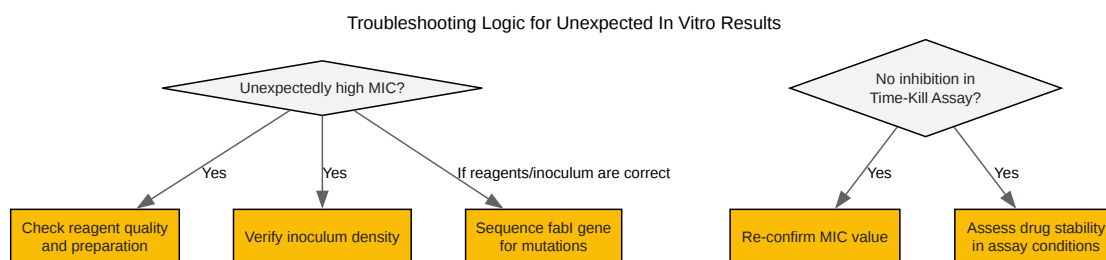 Troubleshooting Logic for Unexpected In Vitro Results
Unexpectedly high MIC?
No inhibition in
Time-Kill Assay?
Yes
Yes
If reagents/inoculum are correct
Yes
Yes
Check reagent quality
and preparation
Verify inoculum density
Sequence fabI gene
for mutations
Re-confirm MIC value
Assess drug stability
in assay conditions